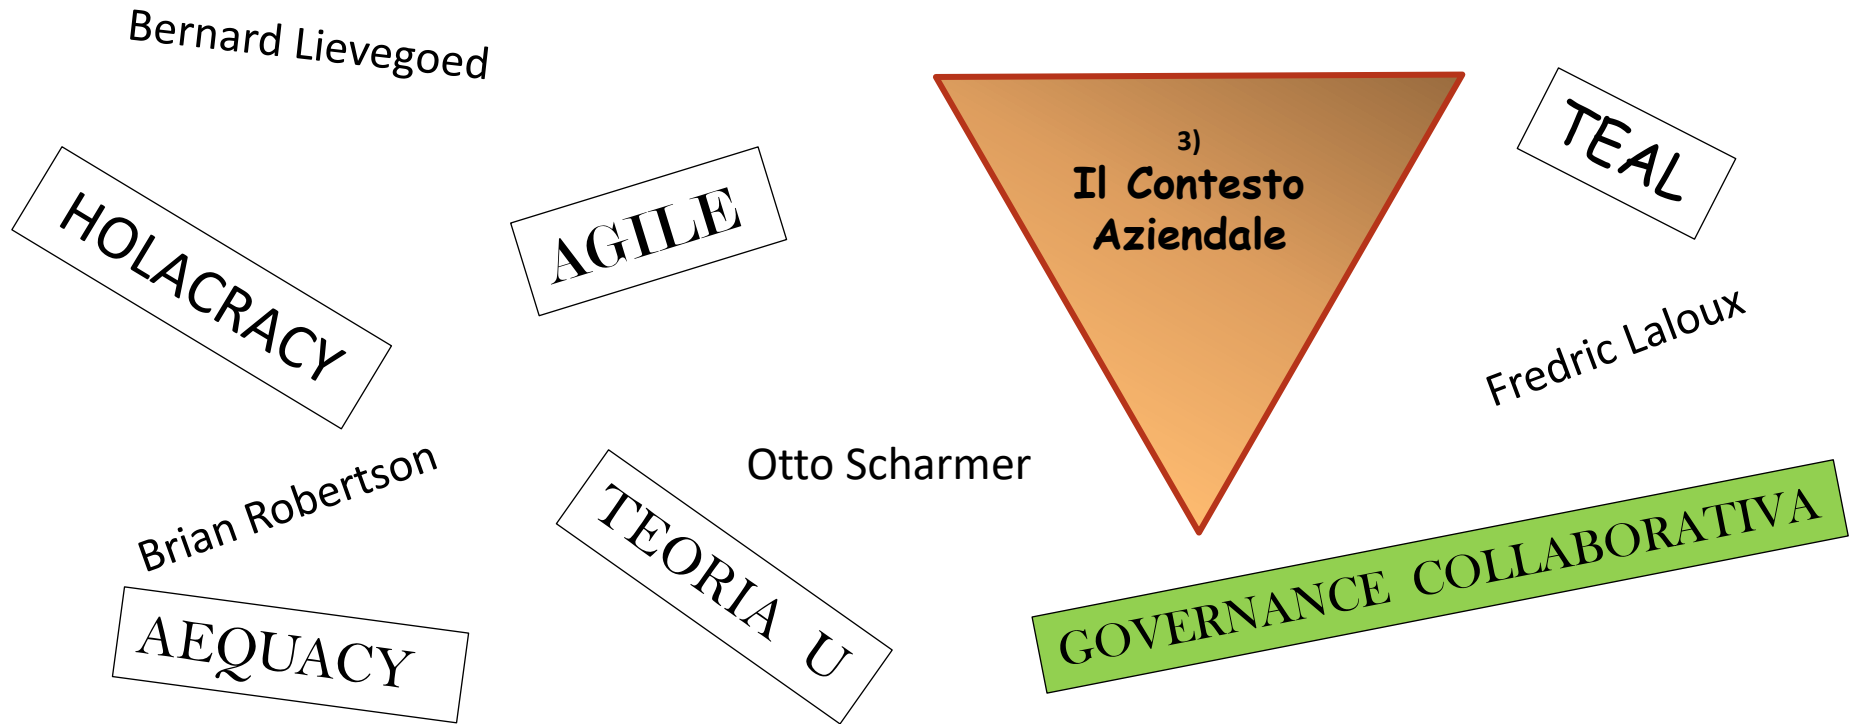 Bernard Lievegoed
3)
Il Contesto
Aziendale
TEAL
HOLACRACY
AGILE
Fredric Laloux
Brian Robertson
Otto Scharmer
TEORIA U
GOVERNANCE COLLABORATIVA
AEQUACY